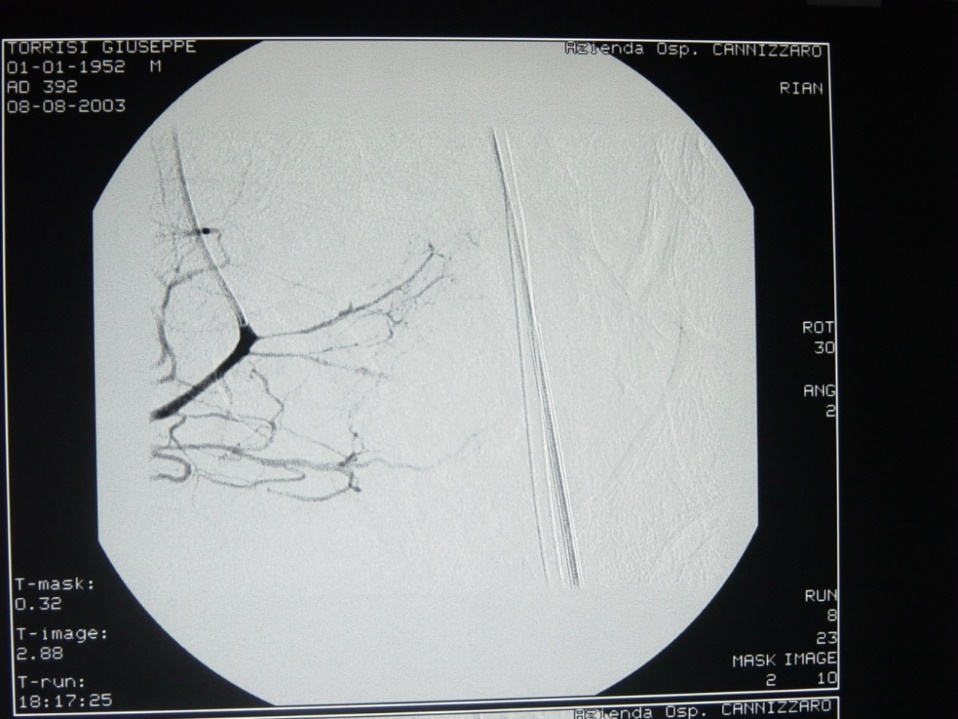 TORRISI GIUSEPPE
01-01-1952 M
AD 392
08-08-2003
Azienda Osp. CANNIZZARO
RIAN
ROT
30
ANG
2
T-mask:
0.32
T-image:
2.88
T-run:
18:17:25
RUN
8
23
MASK IMAGE
2 10
Azienda Osp. CANNIZZARO